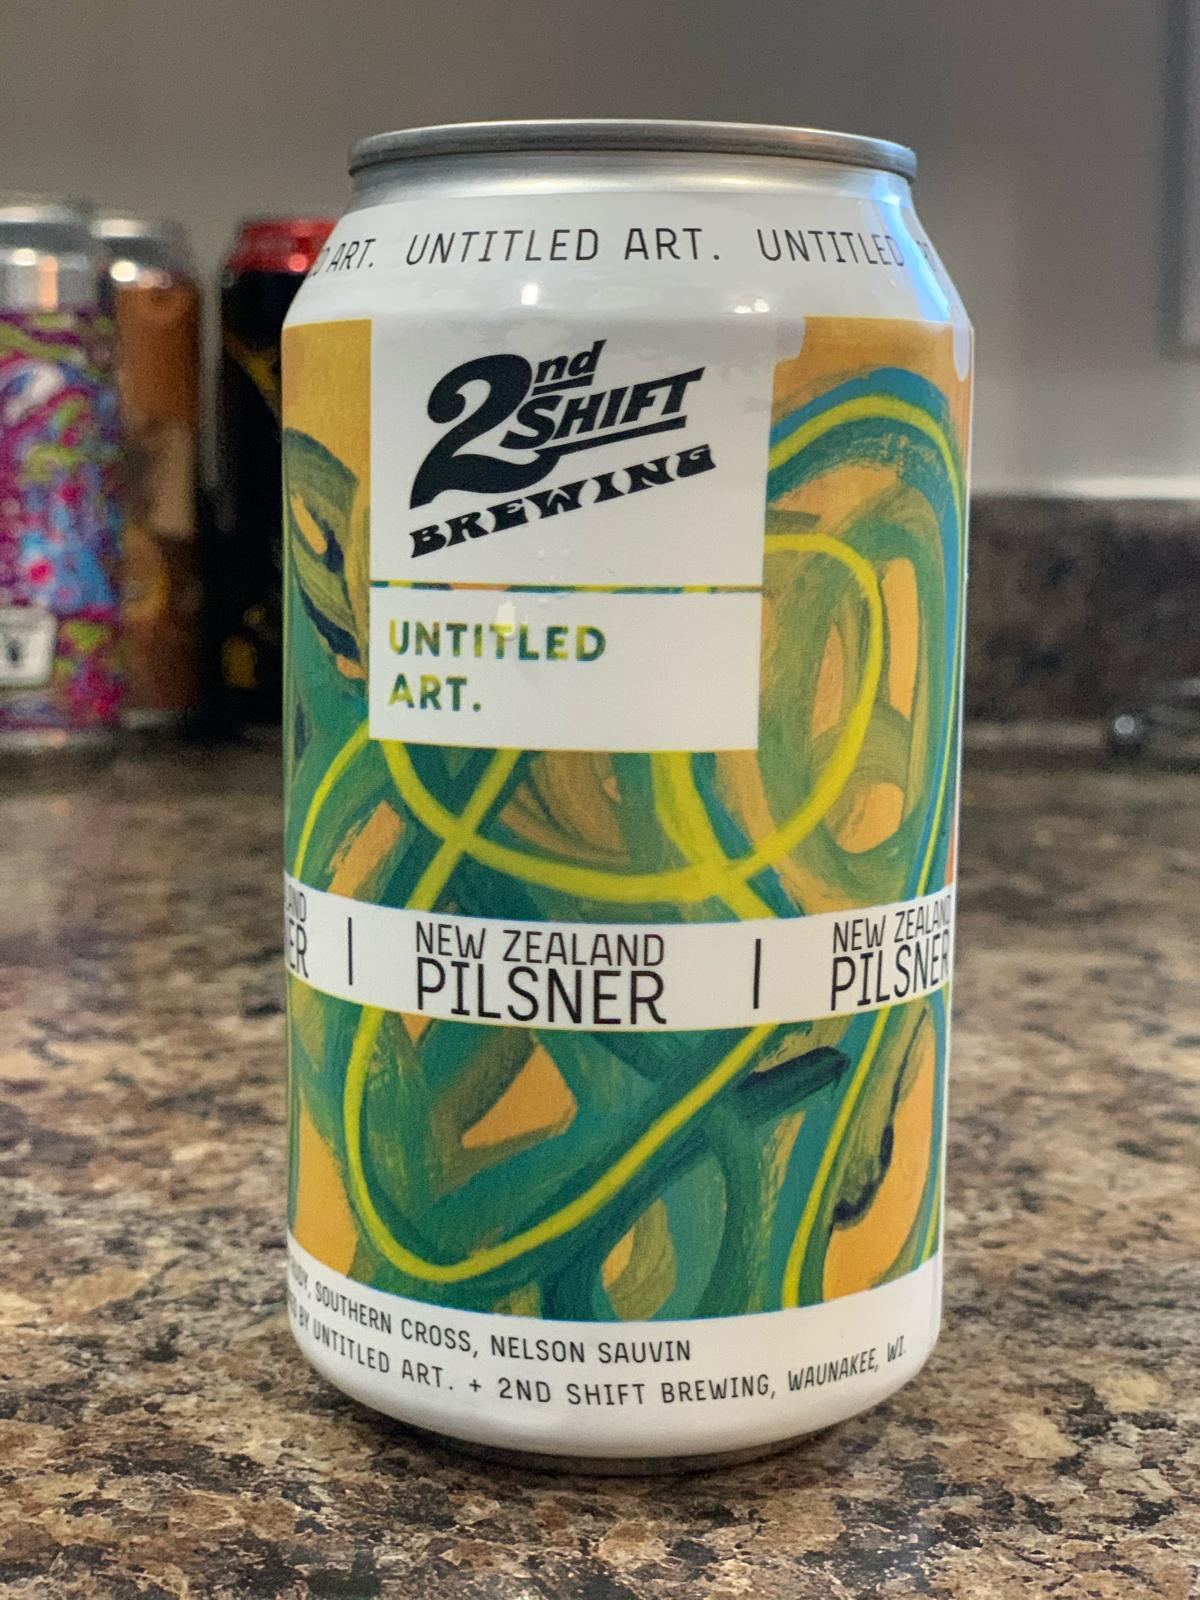 ART. UNTITLED ART. UNTITLED
2nd
SHIFT
BREWING
UNTITLED
ART.
NEW ZEALAND
PILSNER
NEW ZEALAND
PILSNER
SOUTHERN CROSS, NELSON SAUVIN
BY UNTITLED ART. + 2ND SHIFT BREWING, WAUNAKEE, WI.